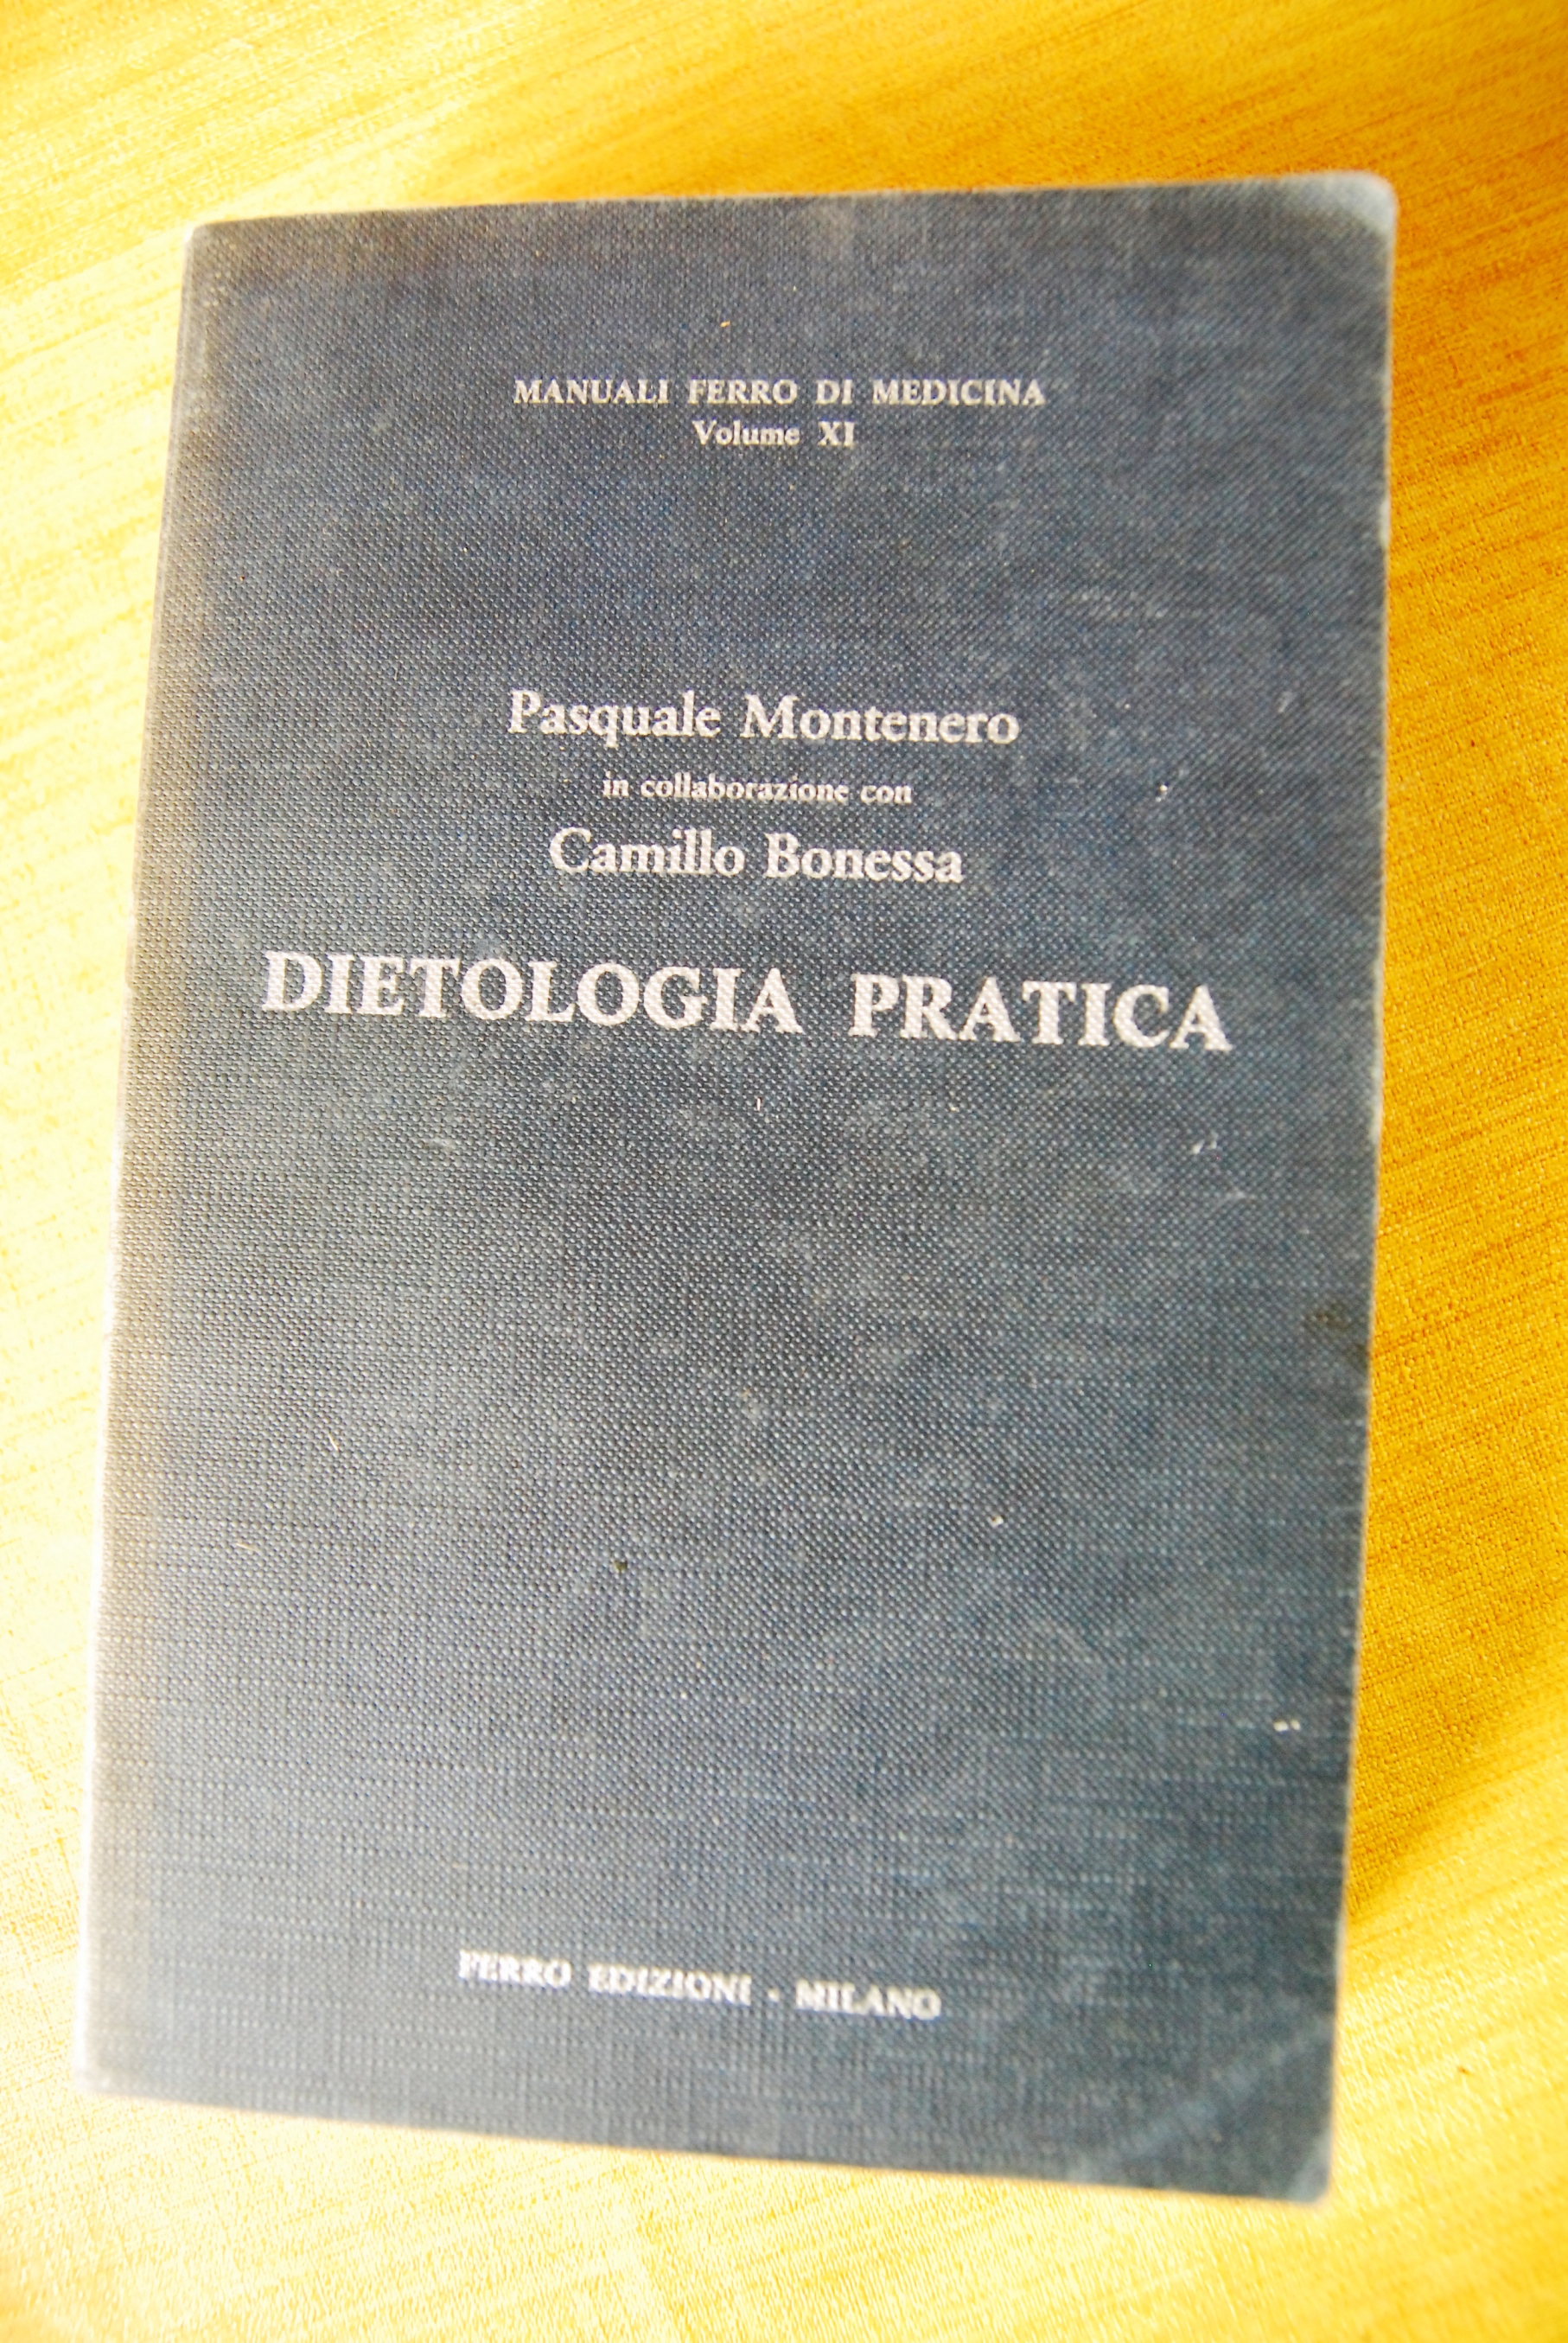 MANUALI FERRO DI MEDICINA
Volume XI
Pasquale Montenero
in collaborazione con
Camillo Bonessa
DIETOLOGIA PRATICA
FERRO EDIZIONI - MILANO